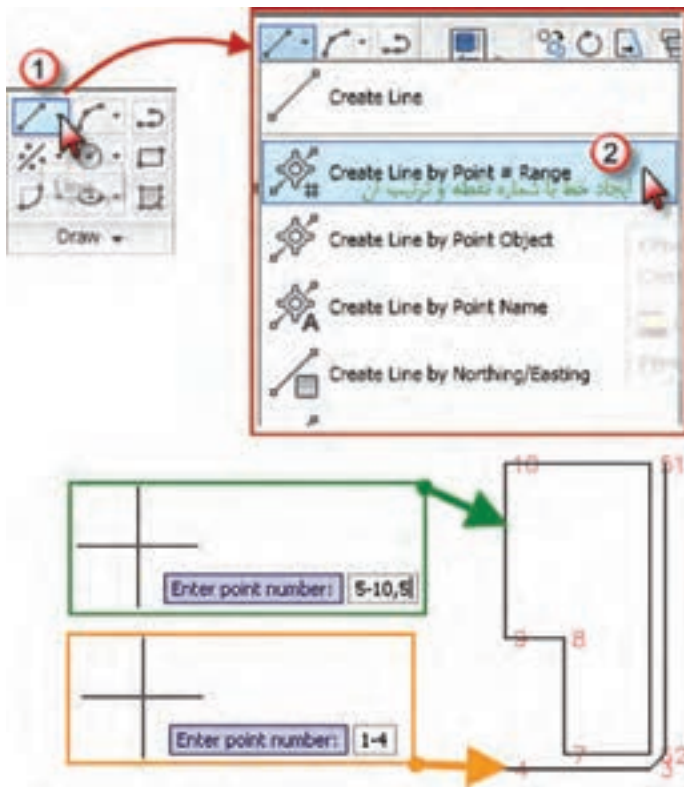 1
Draw
Create Line
Create Line by Point # Range
2
ایجاد خط با شماره نقطه و ترتیب آن
Create Line by Point Object
Create Line by Point Name
Create Line by Northing/Easting
Enter point number: 5-10,5
Enter point number: 1-4
10
51
9
8
7
2
4
3